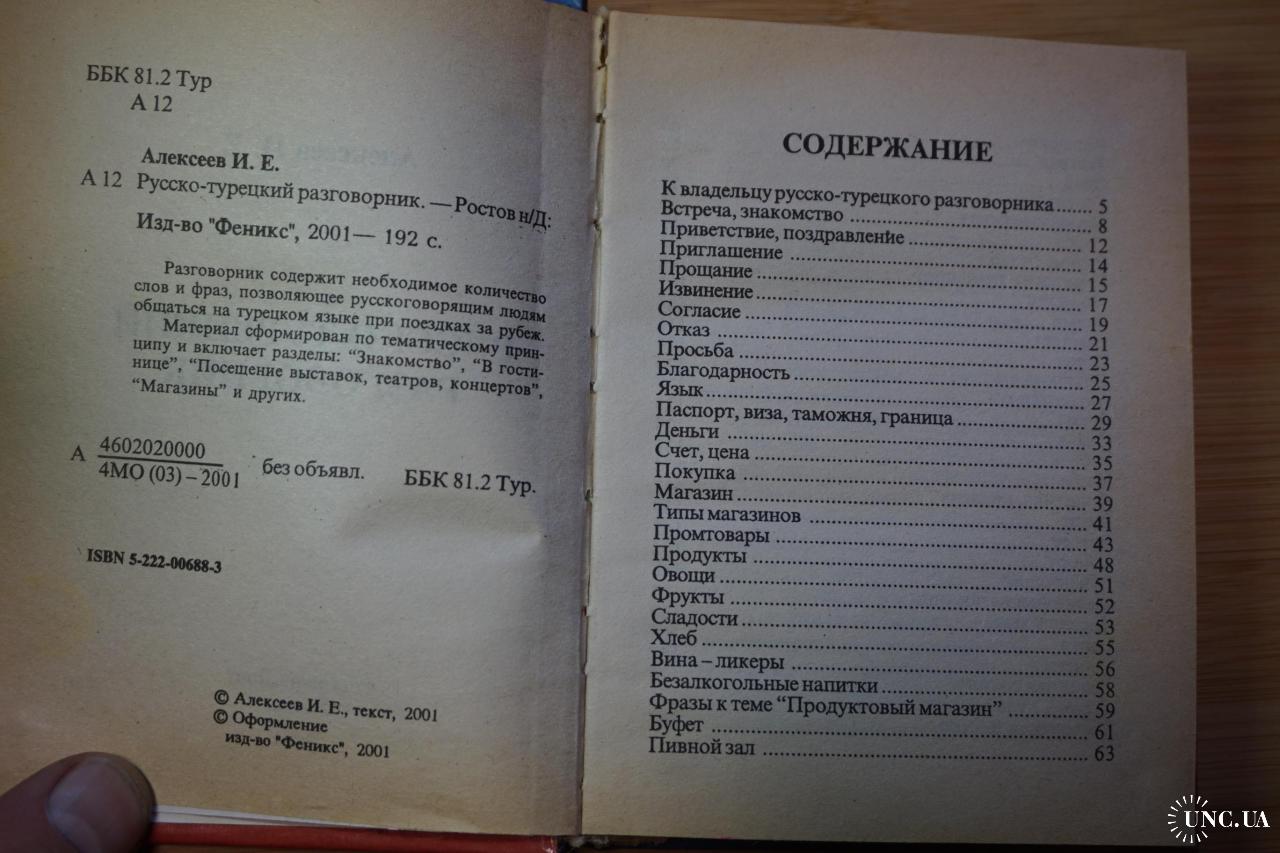 ББК 81.2 Тур
А 12
Алексеев И. Е.
А 12 Русско-турецкий разговорник. — Ростов н/Д:
Изд-во "Феникс", 2001— 192 с.
Разговорник содержит необходимое количество
слов и фраз, позволяющее русскоговорящим людям
общаться на турецком языке при поездках за рубеж.
Материал сформирован по тематическому прин-
ципу и включает разделы: “Знакомство”, “В гости-
нице”, “Посещение выставок, театров, концертов”,
“Магазины” и других.
А 4602020000
4МО (03) – 2001 без объявл. ББК 81.2 Тур.
ISBN 5-222-00688-3
© Алексеев И. Е., текст, 2001
© Оформление
изд-во "Феникс", 2001
СОДЕРЖАНИЕ
К владельцу русско-турецкого разговорника ...... 5
Встреча, знакомство ...... 8
Приветствие, поздравление ...... 12
Приглашение ...... 14
Прощание ...... 15
Извинение ...... 17
Согласие ...... 19
Отказ ...... 21
Просьба ...... 23
Благодарность ...... 25
Язык ...... 27
Паспорт, виза, таможня, граница ...... 29
Деньги ...... 33
Счет, цена ...... 35
Покупка ...... 37
Магазин ...... 39
Типы магазинов ...... 41
Промтовары ...... 43
Продукты ...... 48
Овощи ...... 51
Фрукты ...... 52
Сладости ...... 53
Хлеб ...... 55
Вина – ликеры ...... 56
Безалкогольные напитки ...... 58
Фразы к теме “Продуктовый магазин” ...... 59
Буфет ...... 61
Пивной зал ...... 63
UNC.UA